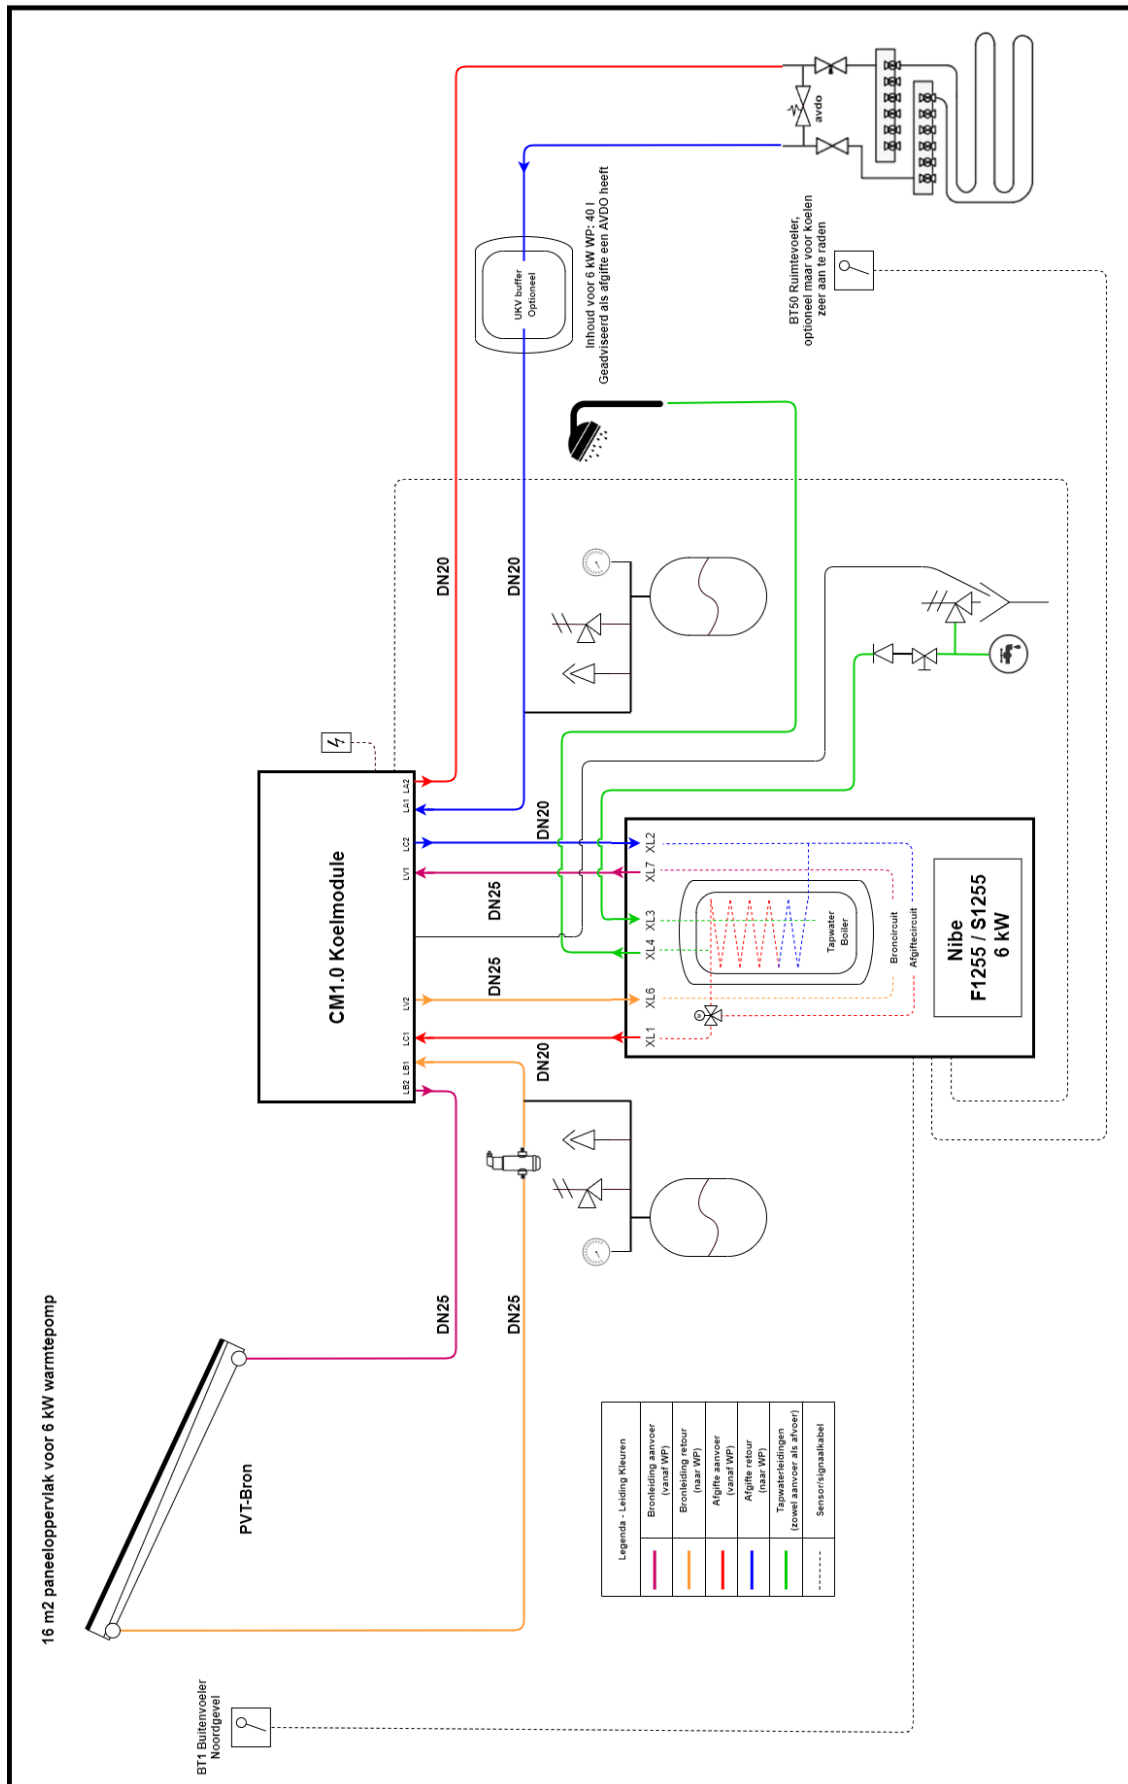 16 m2 paneeloppervlak voor 6 kW warmtepomp
PVT-Bron
BT1 Buitenvoeler
Noordgevel
DN25
DN25
CM1.0 Koelmodule
LB2
LB1
LC1
LV2
LV1
LC2
LA1
LA2
DN20
DN25
DN25
DN20
DN20
DN20
UKV buffer
Optioneel
Inhoud voor 6 kW WP: 40 l
Geadviseerd als afgifte een AVDO heeft
avdo
BT50 Ruimtevoeler,
optioneel maar voor koelen
zeer aan te raden
XL1
XL6
XL4
XL3
XL7
XL2
M
Tapwater
Boiler
Broncircuit
Afgiftecircuit
Nibe
F1255 / S1255
6 kW
Legenda - Leiding Kleuren
Bronleiding aanvoer
(vanaf WP)
Bronleiding retour
(naar WP)
Afgifte aanvoer
(vanaf WP)
Afgifte retour
(naar WP)
Tapwaterleidingen
(zowel aanvoer als afvoer)
Sensor/signaalkabel